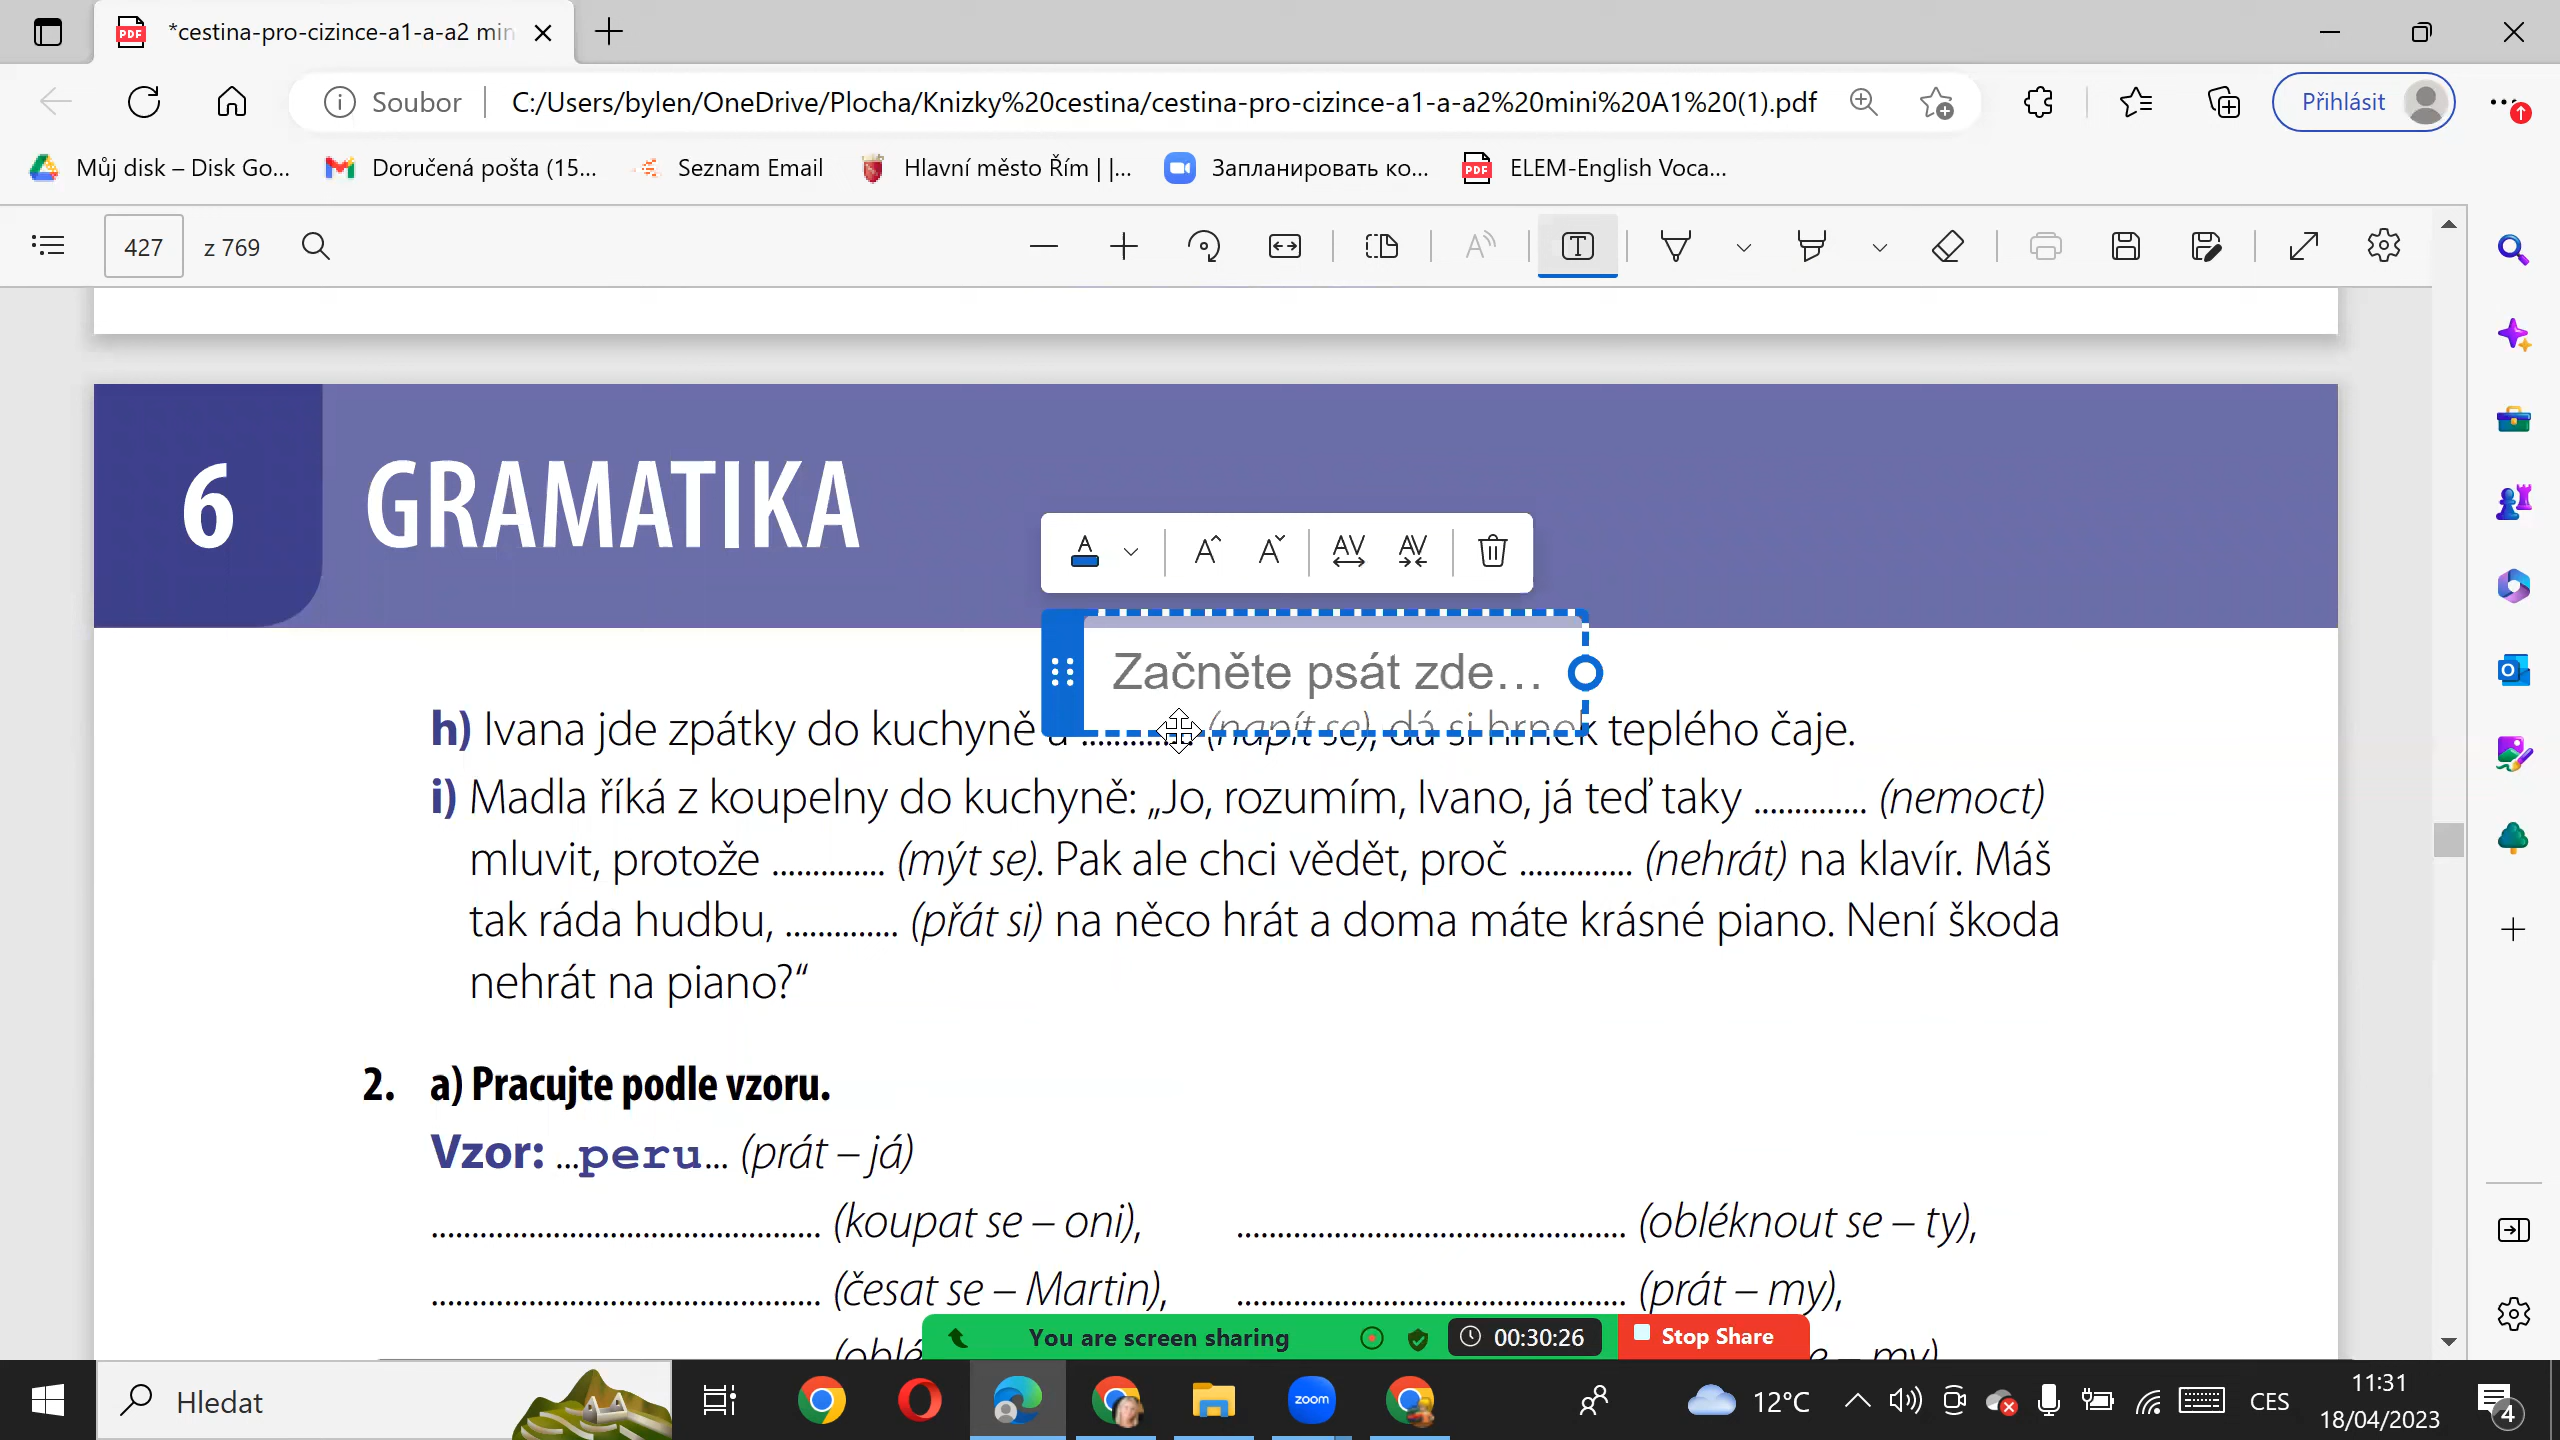 *cestina-pro-cizince-a1-a-a2 min
Soubor
C:/Users/bylen/OneDrive/Plocha/Knizky%20cestina/cestina-pro-cizince-a1-a-a2%20mini%20A1%20(1).pdf
Přihlásit
Můj disk – Disk Go...
Doručená pošta (15...
Seznam Email
Hlavní město Řím | |...
Запланировать ко...
PDF
ELEM-English Voca...
427
z 769
6
GRAMATIKA
Začněte psát zde...
h) Ivana jde zpátky do kuchyně a .............. (napít se), dá si hrnek teplého čaje.
i) Madla říká z koupelny do kuchyně: „Jo, rozumím, Ivano, já teď taky .............. (nemoct)
mluvit, protože .............. (mýt se). Pak ale chci vědět, proč .............. (nehrát) na klavír. Máš
tak ráda hudbu, .............. (přát si) na něco hrát a doma máte krásné piano. Není škoda
nehrát na piano?“
2. a) Pracujte podle vzoru.
Vzor: ...peru... (prát – já)
................................................ (koupat se – oni), ................................................ (obléknout se – ty),
................................................ (česat se – Martin), ................................................ (prát – my),
You are screen sharing
00:30:26
Stop Share
Hledat
zoom
12°C
CES
11:31
18/04/2023
4